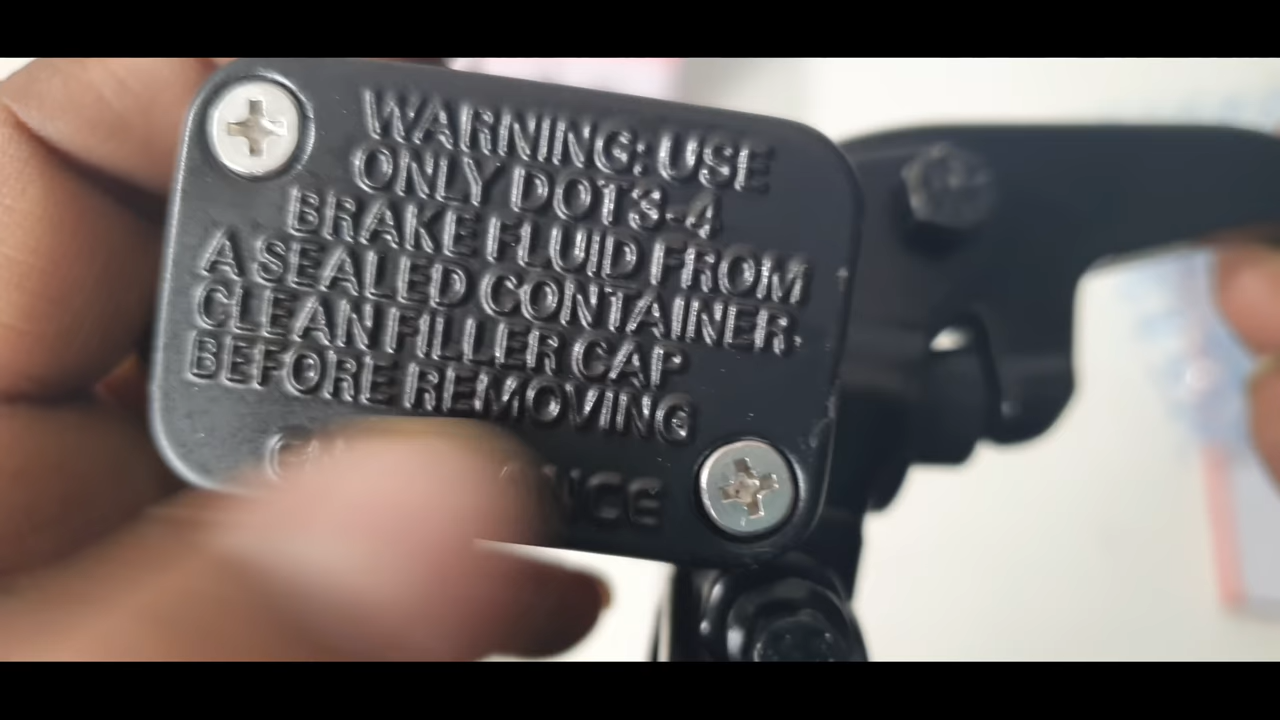 WARNING: USE
ONLY DOT3-4
BRAKE FLUID FROM
A SEALED CONTAINER.
CLEAN FILLER CAP
BEFORE REMOVING